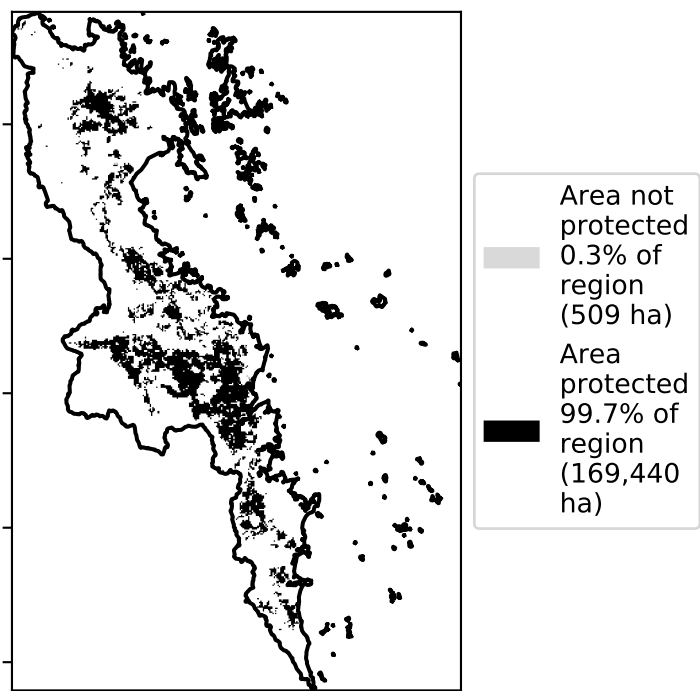 Area not
protected
0.3% of
region
(509 ha)
Area
protected
99.7% of
region
(169,440
ha)